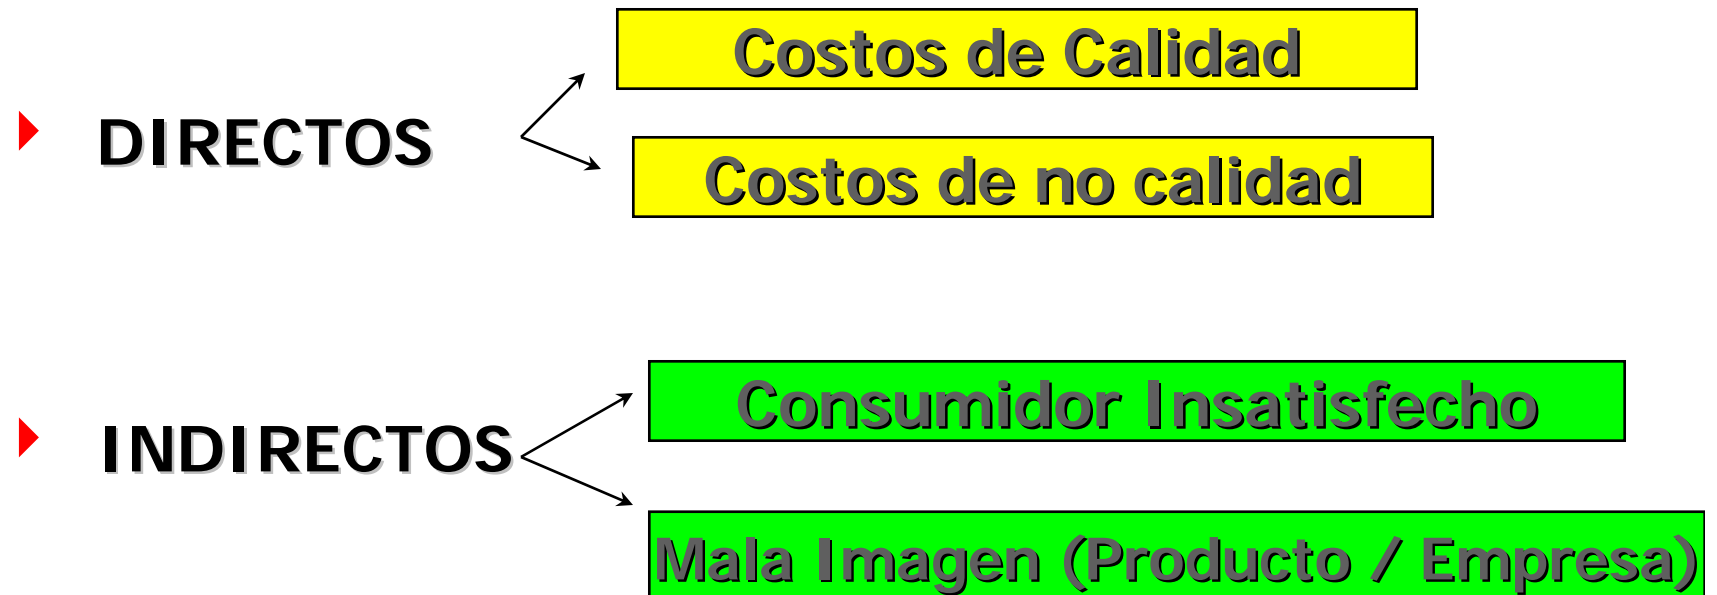 Costos de Calidad
DIRECTOS
Costos de no calidad
Consumidor Insatisfecho
INDIRECTOS
Mala Imagen (Producto / Empresa)